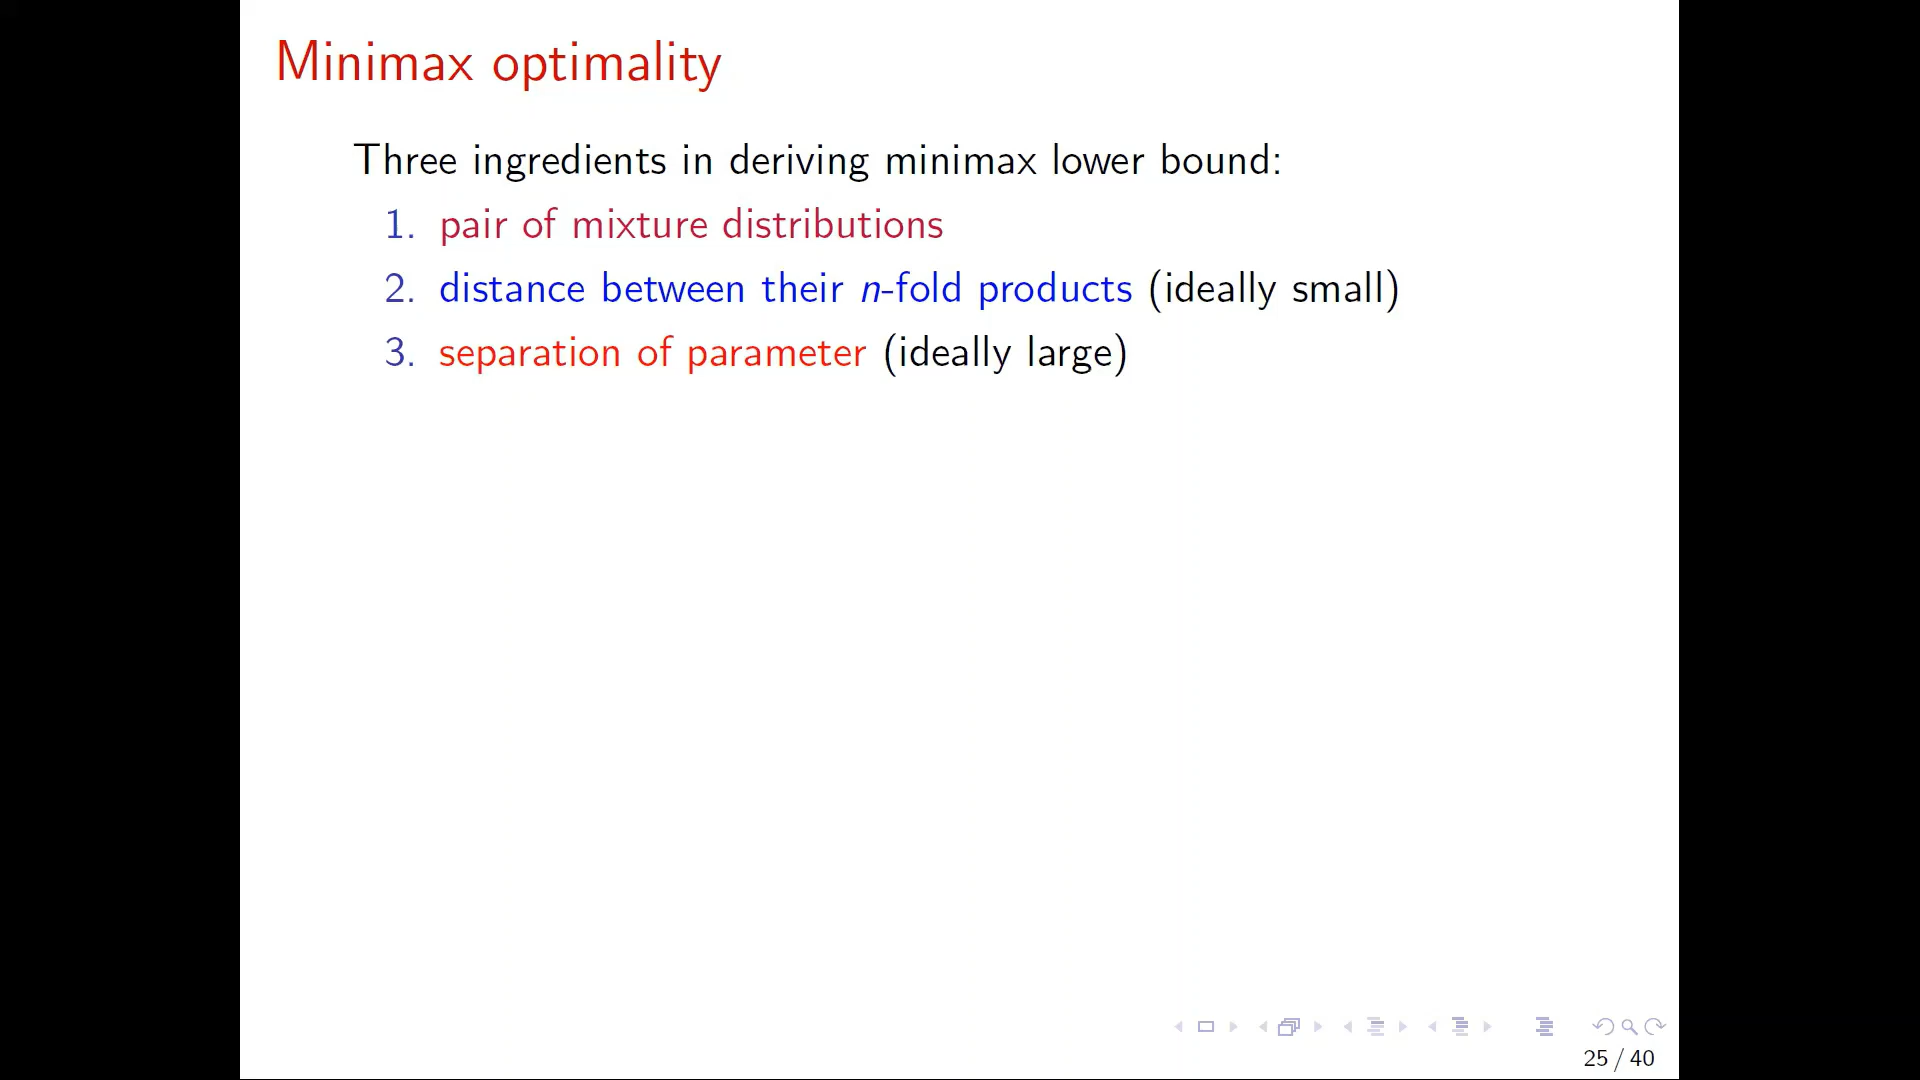 Minimax optimality
Three ingredients in deriving minimax lower bound:
1. pair of mixture distributions
2. distance between their n-fold products (ideally small)
3. separation of parameter (ideally large)
25 / 40